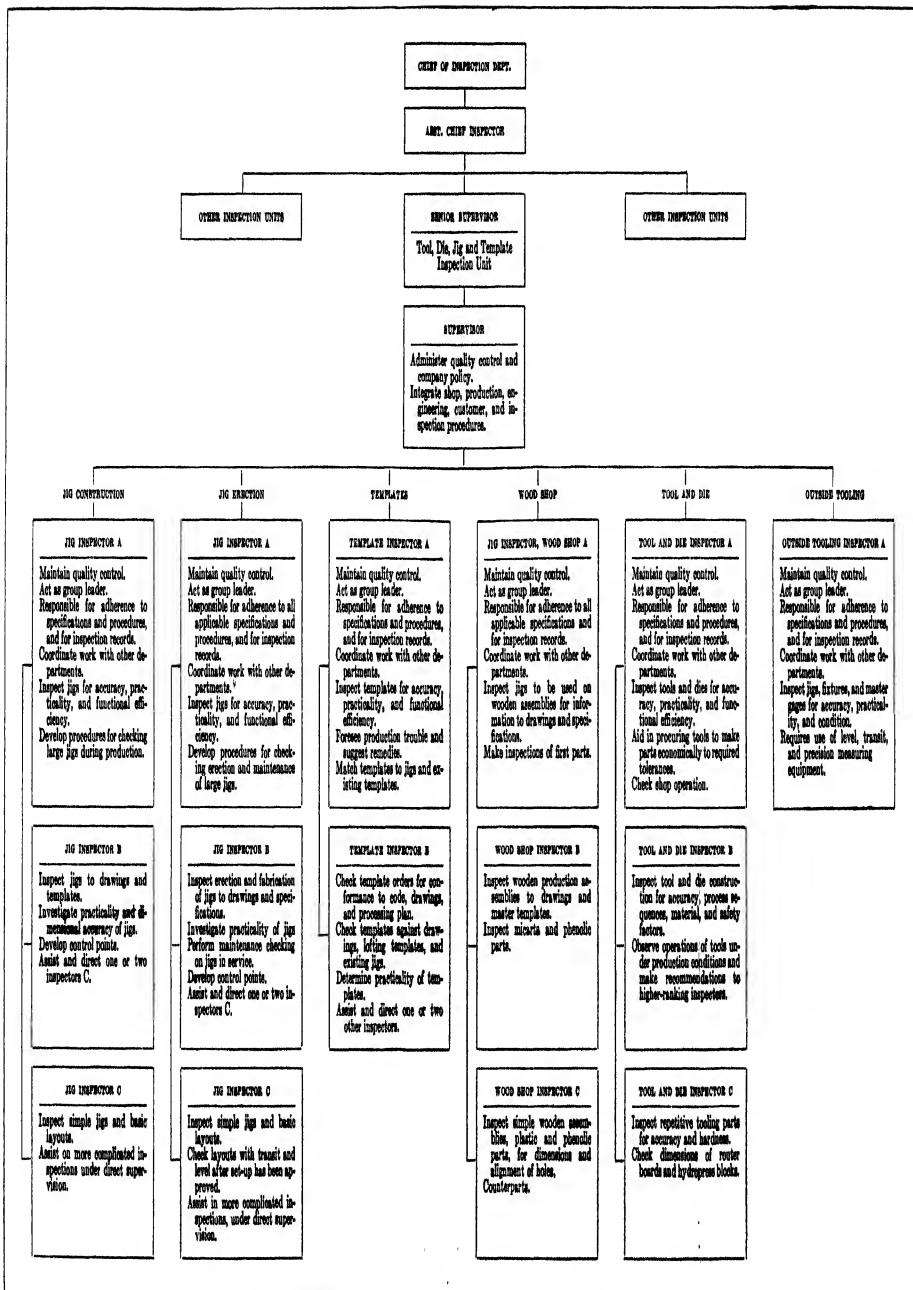 CHIEF OF INSPECTION DEPT.
ASST. CHIEF INSPECTOR
OTHER INSPECTION UNITS
SENIOR SUPERVISOR
Tool, Die, Jig and Template
Inspection Unit
OTHER INSPECTION UNITS
SUPERVISOR
Administer quality control and
company policy.
Integrate shop, production, en-
gineering, customer, and in-
spection procedures.
JIG CONSTRUCTION
JIG ERECTION
TEMPLATES
WOOD SHOP
TOOL AND DIE
OUTSIDE TOOLING
JIG INSPECTOR A
Maintain quality control.
Act as group leader.
Responsible for adherence to
specifications and procedures,
and for inspection records.
Coordinate work with other de-
partments.
Inspect jigs for accuracy, prac-
ticality, and functional effi-
ciency.
Develop procedures for checking
large jigs during production.
JIG INSPECTOR A
Maintain quality control.
Act as group leader.
Responsible for adherence to all
applicable specifications and
procedures, and for inspection
records.
Coordinate work with other de-
partments.
Inspect jigs for accuracy, prac-
ticality, and functional effi-
ciency.
Develop procedures for check-
ing erection and maintenance
of large jigs.
TEMPLATE INSPECTOR A
Maintain quality control.
Act as group leader.
Responsible for adherence to
specifications and procedures,
and for inspection records.
Coordinate work with other de-
partments.
Inspect templates for accuracy,
practicality, and functional
efficiency.
Foresee production trouble and
suggest remedies.
Match templates to jigs and ex-
isting templates.
JIG INSPECTOR, WOOD SHOP A
Maintain quality control.
Act as group leader.
Responsible for adherence to all
applicable specifications and
for inspection records.
Coordinate work with other de-
partments.
Inspect jigs to be used on
wooden assemblies for infor-
mation to drawings and speci-
fications.
Make inspections of first parts.
TOOL AND DIE INSPECTOR A
Maintain quality control.
Act as group leader.
Responsible for adherence to
specifications and procedures,
and for inspection records.
Coordinate work with other de-
partments.
Inspect tools and dies for accu-
racy, practicality, and func-
tional efficiency.
Aid in procuring tools to make
parts economically to required
tolerances.
Check shop operation.
OUTSIDE TOOLING INSPECTOR A
Maintain quality control.
Act as group leader.
Responsible for adherence to
specifications and procedures,
and for inspection records.
Coordinate work with other de-
partments.
Inspect jigs, fixtures, and master
gages for accuracy, practical-
ity, and condition.
Requires use of level, transit,
and precision measuring
equipment.
JIG INSPECTOR B
Inspect jigs to drawings and
templates.
Investigate practicality and di-
mensional accuracy of jigs.
Develop control points.
Assist and direct one or two
inspectors C.
JIG INSPECTOR B
Inspect erection and fabrication
of jigs to drawings and speci-
fications.
Investigate practicality of jigs
Perform maintenance checking
on jigs in service.
Develop control points.
Assist and direct one or two in-
spectors C.
TEMPLATE INSPECTOR B
Check template orders for con-
formance to code, drawings,
and processing plan.
Check templates against draw-
ings, lofting templates, and
existing jigs.
Determine practicality of tem-
plates.
Assist and direct one or two
other inspectors.
WOOD SHOP INSPECTOR B
Inspect wooden production as-
semblies to drawings and
master templates.
Inspect micarta and phenolic
parts.
TOOL AND DIE INSPECTOR B
Inspect tool and die construc-
tion for accuracy, process se-
quences, material, and safety
factors.
Observe operations of tools un-
der production conditions and
make recommendations to
higher-ranking inspectors.
JIG INSPECTOR C
Inspect simple jigs and basic
layouts.
Assist on more complicated in-
spections under direct super-
vision.
JIG INSPECTOR C
Inspect simple jigs and basic
layouts.
Check layouts with transit and
level after set-up has been ap-
proved.
Assist in more complicated in-
spections, under direct super-
vision.
WOOD SHOP INSPECTOR C
Inspect simple wooden assem-
blies, plastic and phenolic
parts, for dimensions and
alignment of holes.
Counterparts.
TOOL AND DIE INSPECTOR C
Inspect repetitive tooling parts
for accuracy and hardness.
Check dimensions of router
boards and hydropress blocks.